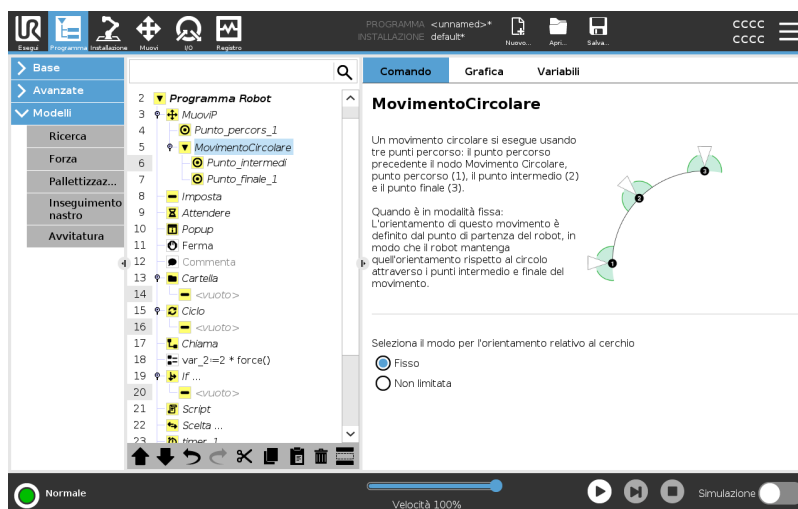 UR
Esegui
Programma
Installazione
Muovi
I/O
Registro
PROGRAMMA <unnamed>*
INSTALLAZIONE default*
Nuovo...
Apri...
Salva...
CCCC
CCCC
Base
Avanzate
Modelli
Ricerca
Forza
Pallettizzaz...
Inseguimento
nastro
Avvitatura
2 Programma Robot
3 MuoviP
4 Punto_percors_1
5 MovimentoCircolare
6 Punto_intermedi
7 Punto_finale_1
8 Imposta
9 Attendere
10 Popup
11 Ferma
12 Commenta
13 Cartella
14 <vuoto>
15 Ciclo
16 <vuoto>
17 Chiama
18 var_2:=2 * force()
19 If ...
20 <vuoto>
21 Script
22 Scelta ...
23 timer_1
Comando
Grafica
Variabili
MovimentoCircolare
Un movimento circolare si esegue usando
tre punti percorso: il punto percorso
precedente il nodo Movimento Circolare,
punto percorso (1), il punto intermedio (2)
e il punto finale (3).
Quando è in modalità fissa:
L'orientamento di questo movimento è
definito dal punto di partenza del robot, in
modo che il robot mantenga
quell'orientamento rispetto al circolo
attraverso i punti intermedio e finale del
movimento.
3
2
1
Seleziona il modo per l'orientamento relativo al cerchio
Fisso
Non limitata
Normale
Velocità 100%
Simulazione